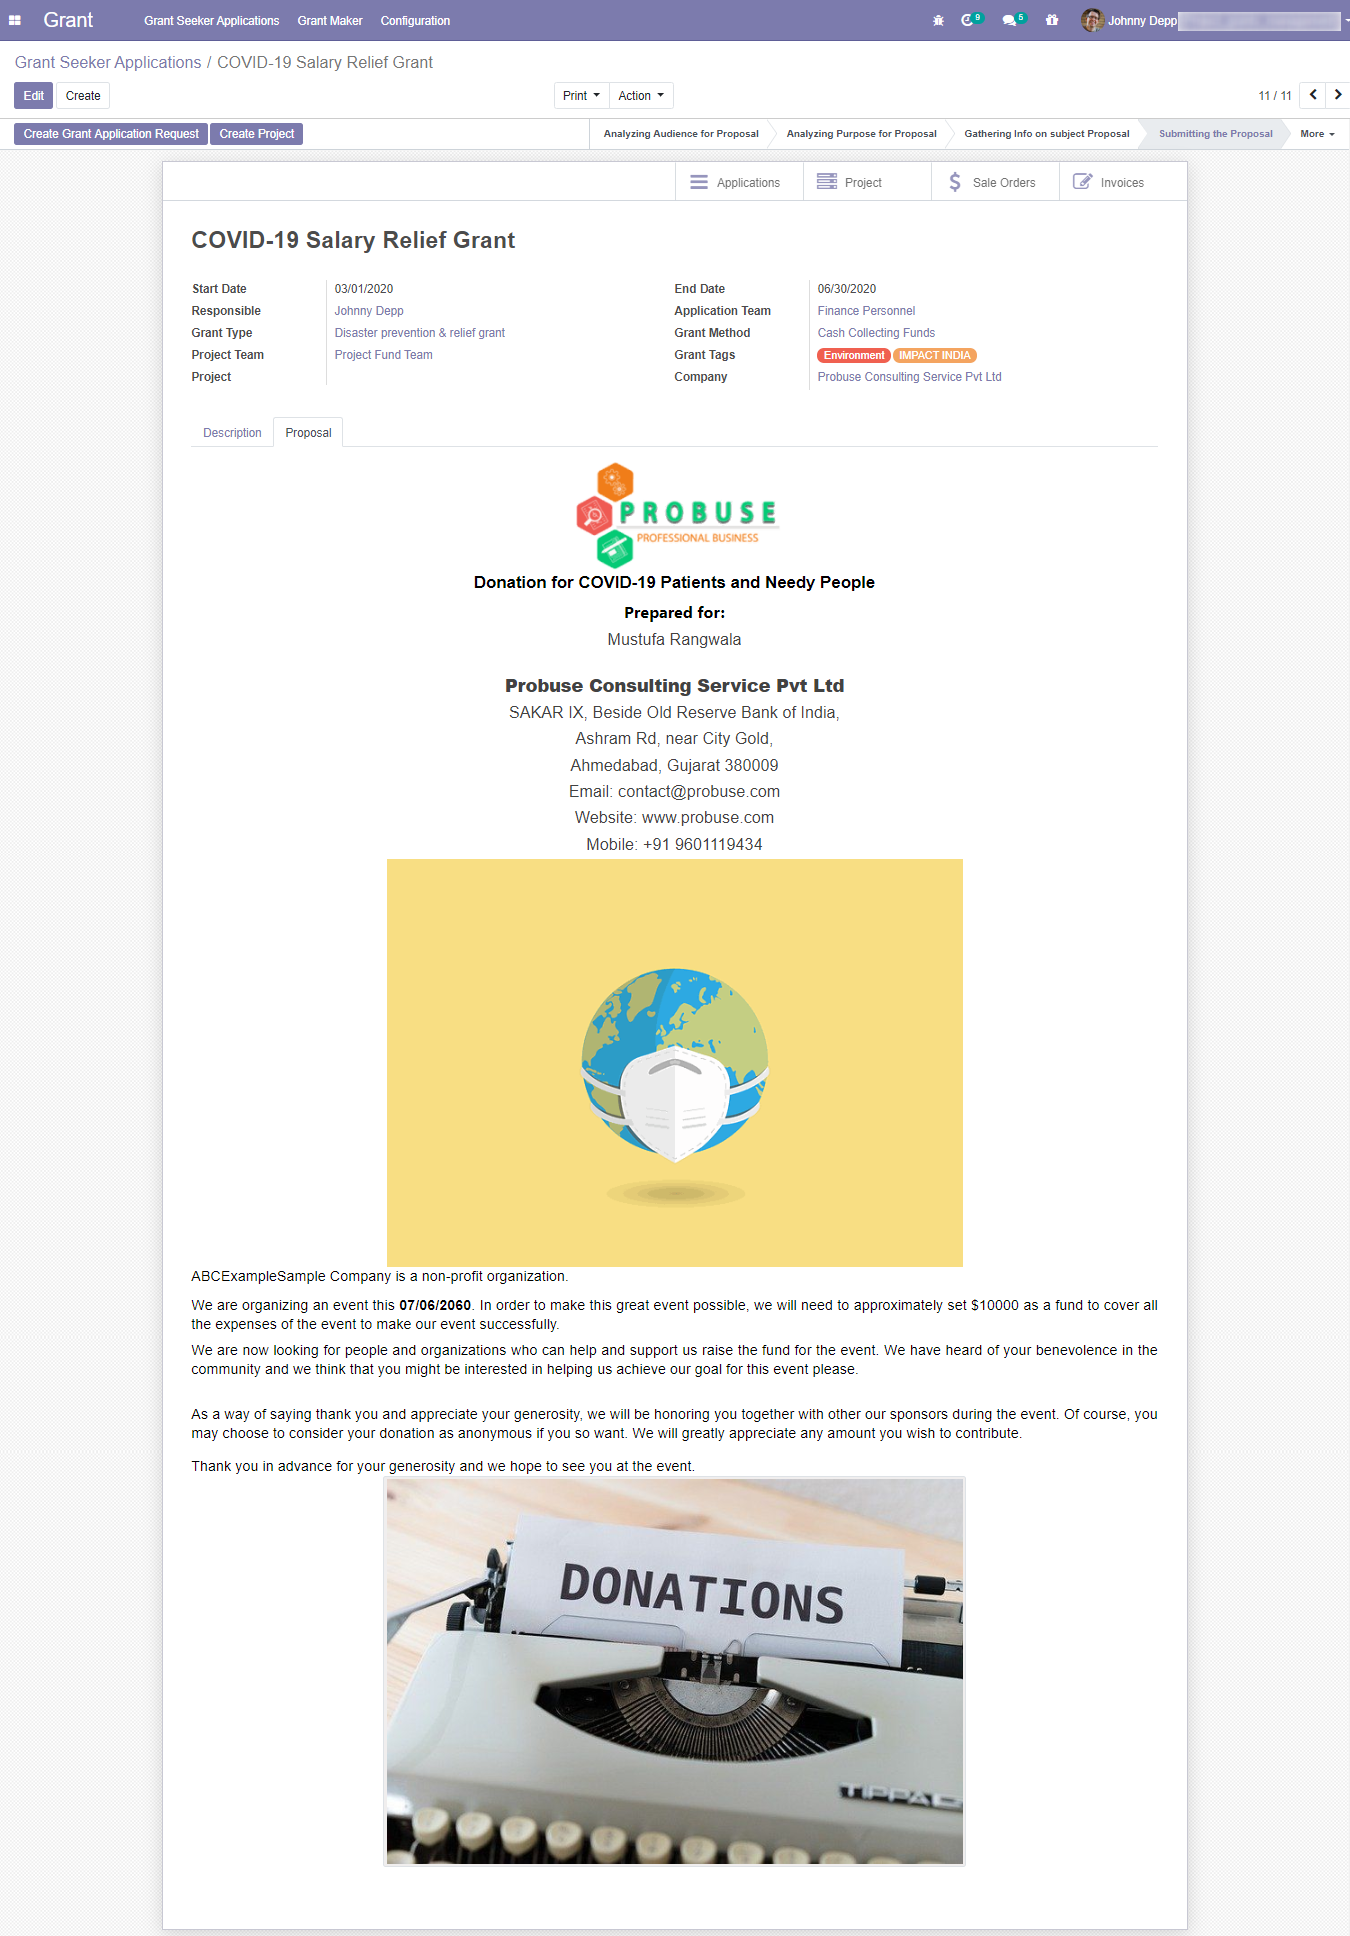 Grant Grant Seeker Applications Grant Maker Configuration 9 5 Johnny Depp
Grant Seeker Applications / COVID-19 Salary Relief Grant
Edit Create Print Action 11 / 11
Create Grant Application Request Create Project Analyzing Audience for Proposal Analyzing Purpose for Proposal Gathering Info on subject Proposal Submitting the Proposal More
Applications Project Sale Orders Invoices
COVID-19 Salary Relief Grant
Start Date 03/01/2020 End Date 06/30/2020
Responsible Johnny Depp Application Team Finance Personnel
Grant Type Disaster prevention & relief grant Grant Method Cash Collecting Funds
Project Team Project Fund Team Grant Tags Environment IMPACT INDIA
Project Company Probuse Consulting Service Pvt Ltd
Description Proposal
PROBUSE
PROFESSIONAL BUSINESS
Donation for COVID-19 Patients and Needy People
Prepared for:
Mustufa Rangwala
Probuse Consulting Service Pvt Ltd
SAKAR IX, Beside Old Reserve Bank of India,
Ashram Rd, near City Gold,
Ahmedabad, Gujarat 380009
Email: contact@probuse.com
Website: www.probuse.com
Mobile: +91 9601119434
ABCExampleSample Company is a non-profit organization.
We are organizing an event this 07/06/2060. In order to make this great event possible, we will need to approximately set $10000 as a fund to cover all
the expenses of the event to make our event successfully.
We are now looking for people and organizations who can help and support us raise the fund for the event. We have heard of your benevolence in the
community and we think that you might be interested in helping us achieve our goal for this event please.
As a way of saying thank you and appreciate your generosity, we will be honoring you together with other our sponsors during the event. Of course, you
may choose to consider your donation as anonymous if you so want. We will greatly appreciate any amount you wish to contribute.
Thank you in advance for your generosity and we hope to see you at the event.
DONATIONS